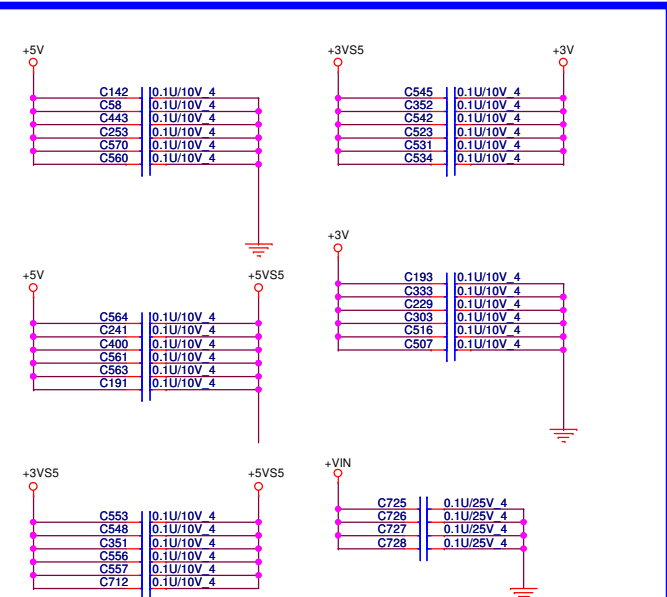 +5V
C142 0.1U/10V_4
C58 0.1U/10V_4
C443 0.1U/10V_4
C253 0.1U/10V_4
C570 0.1U/10V_4
C560 0.1U/10V_4
+3VS5 +3V
C545 0.1U/10V_4
C352 0.1U/10V_4
C542 0.1U/10V_4
C523 0.1U/10V_4
C531 0.1U/10V_4
C534 0.1U/10V_4
+5V +5VS5
C564 0.1U/10V_4
C241 0.1U/10V_4
C400 0.1U/10V_4
C561 0.1U/10V_4
C563 0.1U/10V_4
C191 0.1U/10V_4
+3V
C193 0.1U/10V_4
C333 0.1U/10V_4
C229 0.1U/10V_4
C303 0.1U/10V_4
C516 0.1U/10V_4
C507 0.1U/10V_4
+3VS5 +5VS5
C553 0.1U/10V_4
C548 0.1U/10V_4
C351 0.1U/10V_4
C556 0.1U/10V_4
C557 0.1U/10V_4
C712 0.1U/10V_4
+VIN
C725 0.1U/25V_4
C726 0.1U/25V_4
C727 0.1U/25V_4
C728 0.1U/25V_4